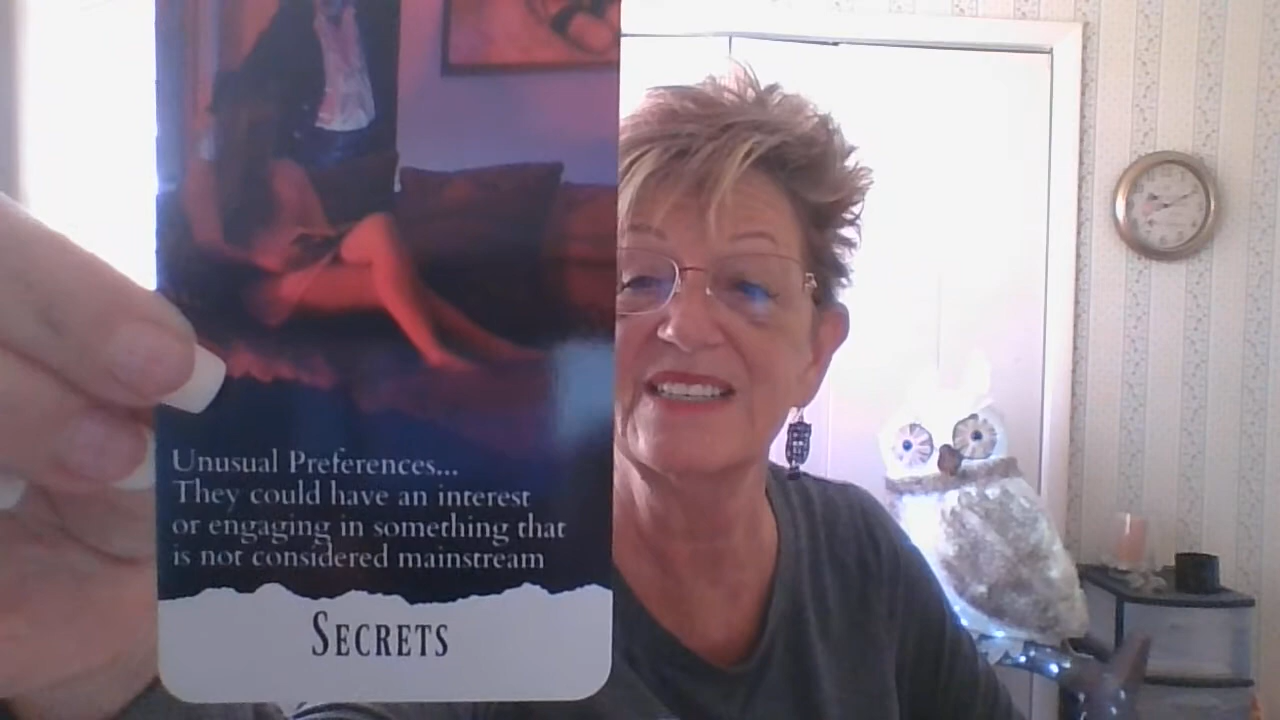 Unusual Preferences...
They could have an interest
or engaging in something that
is not considered mainstream
SECRETS